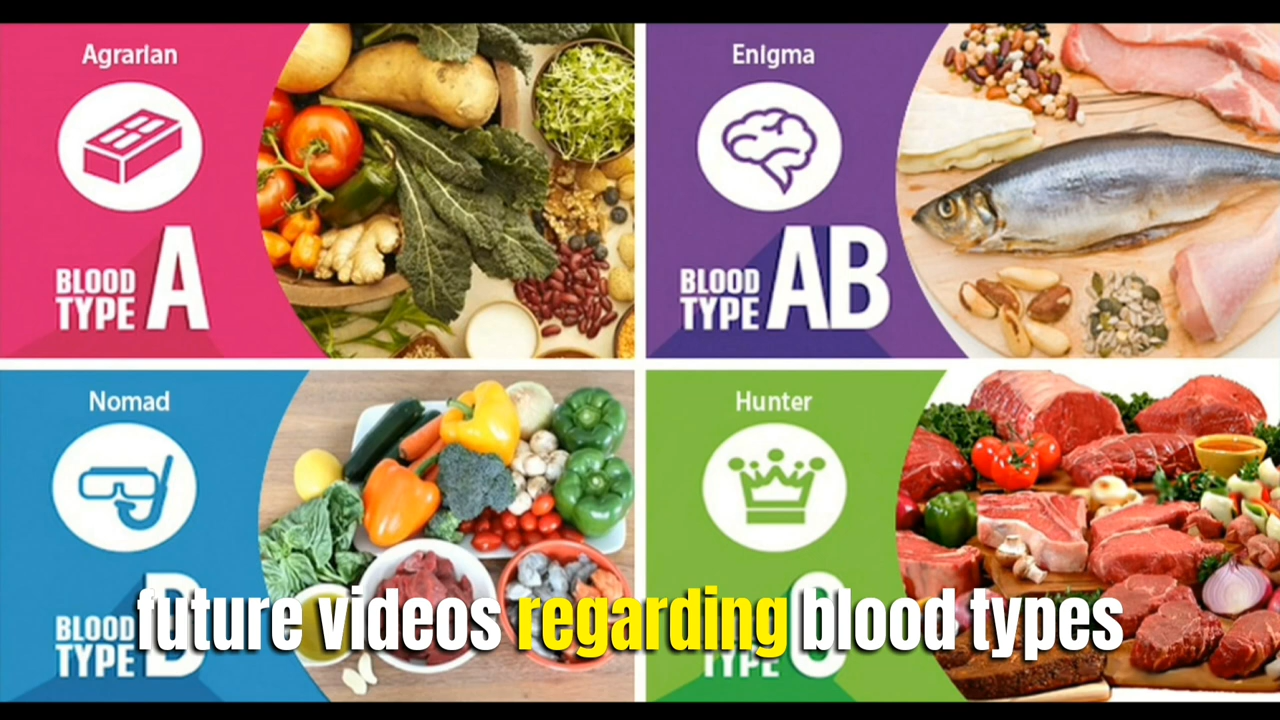 Agrarian
BLOOD
TYPE A
Enigma
BLOOD
TYPE AB
Nomad
BLOOD
TYPE B
Hunter
TYPE O
future videos regarding blood types